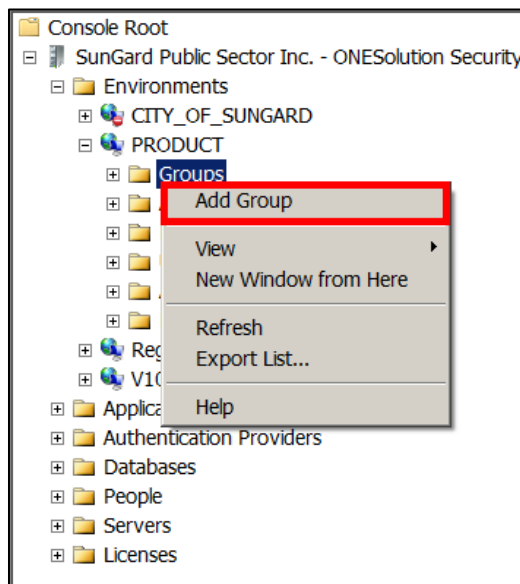 Console Root
SunGard Public Sector Inc. - ONESolution Security
Environments
CITY_OF_SUNGARD
PRODUCT
Groups
Add Group
View
New Window from Here
Refresh
Export List...
Help
Authentication Providers
Databases
People
Servers
Licenses